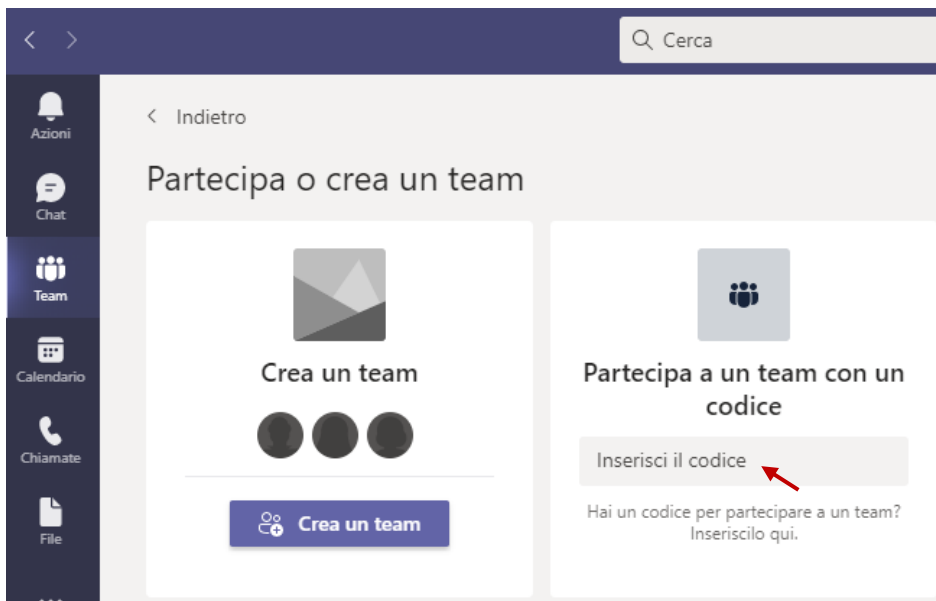 Cerca
Azioni
Chat
Team
Calendario
Chiamate
File
Indietro
Partecipa o crea un team
Crea un team
Crea un team
Partecipa a un team con un
codice
Inserisci il codice
Hai un codice per partecipare a un team?
Inseriscilo qui.